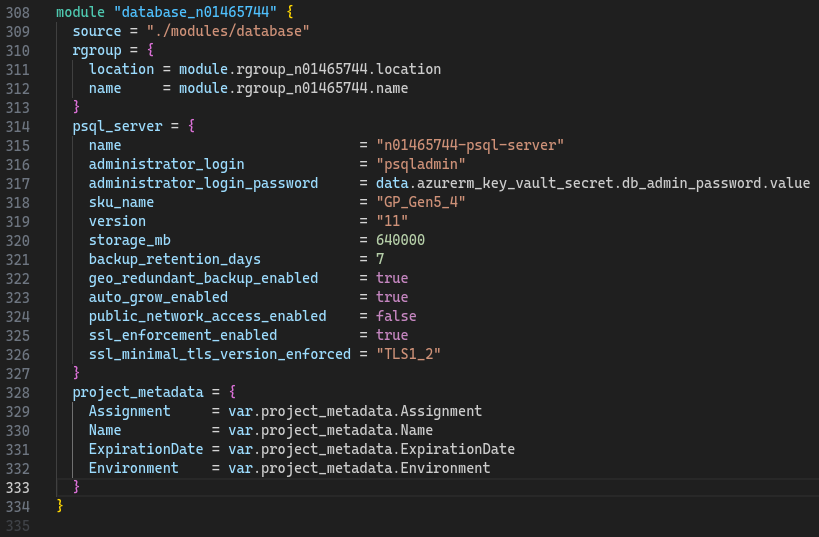 308 module "database_n01465744" {
309   source = "./modules/database"
310   rgroup = {
311     location = module.rgroup_n01465744.location
312     name     = module.rgroup_n01465744.name
313   }
314   psql_server = {
315     name                             = "n01465744-psql-server"
316     administrator_login              = "psqladmin"
317     administrator_login_password     = data.azurerm_key_vault_secret.db_admin_password.value
318     sku_name                         = "GP_Gen5_4"
319     version                          = "11"
320     storage_mb                       = 640000
321     backup_retention_days            = 7
322     geo_redundant_backup_enabled     = true
323     auto_grow_enabled                = true
324     public_network_access_enabled    = false
325     ssl_enforcement_enabled          = true
326     ssl_minimal_tls_version_enforced = "TLS1_2"
327   }
328   project_metadata = {
329     Assignment     = var.project_metadata.Assignment
330     Name           = var.project_metadata.Name
331     ExpirationDate = var.project_metadata.ExpirationDate
332     Environment    = var.project_metadata.Environment
333   }
334 }
335